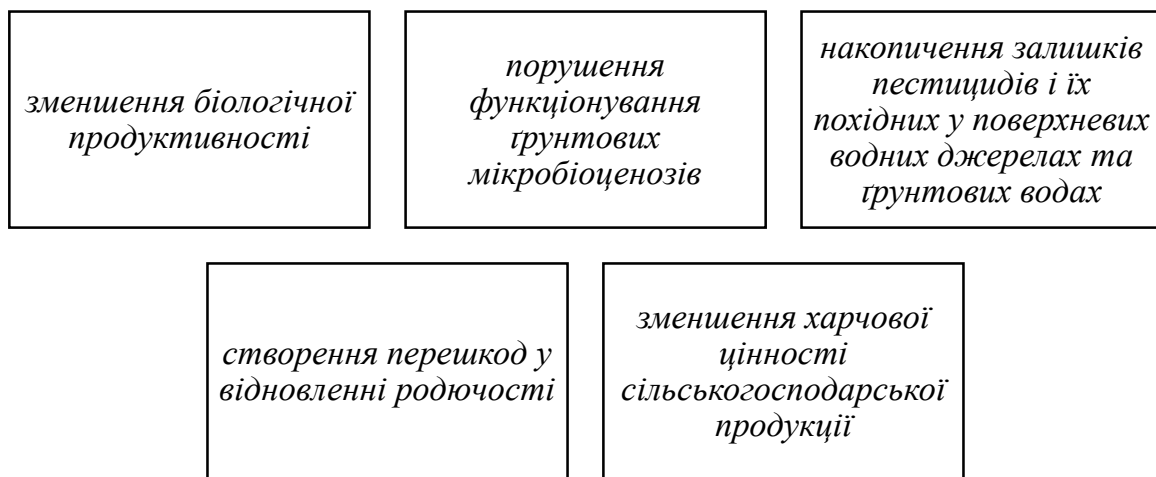 зменшення біологічної
продуктивності
порушення
функціонування
ґрунтових
мікробіоценозів
накопичення залишків
пестицидів і їх
похідних у поверхневих
водних джерелах та
ґрунтових водах
створення перешкод у
відновленні родючості
зменшення харчової
цінності
сільськогосподарської
продукції